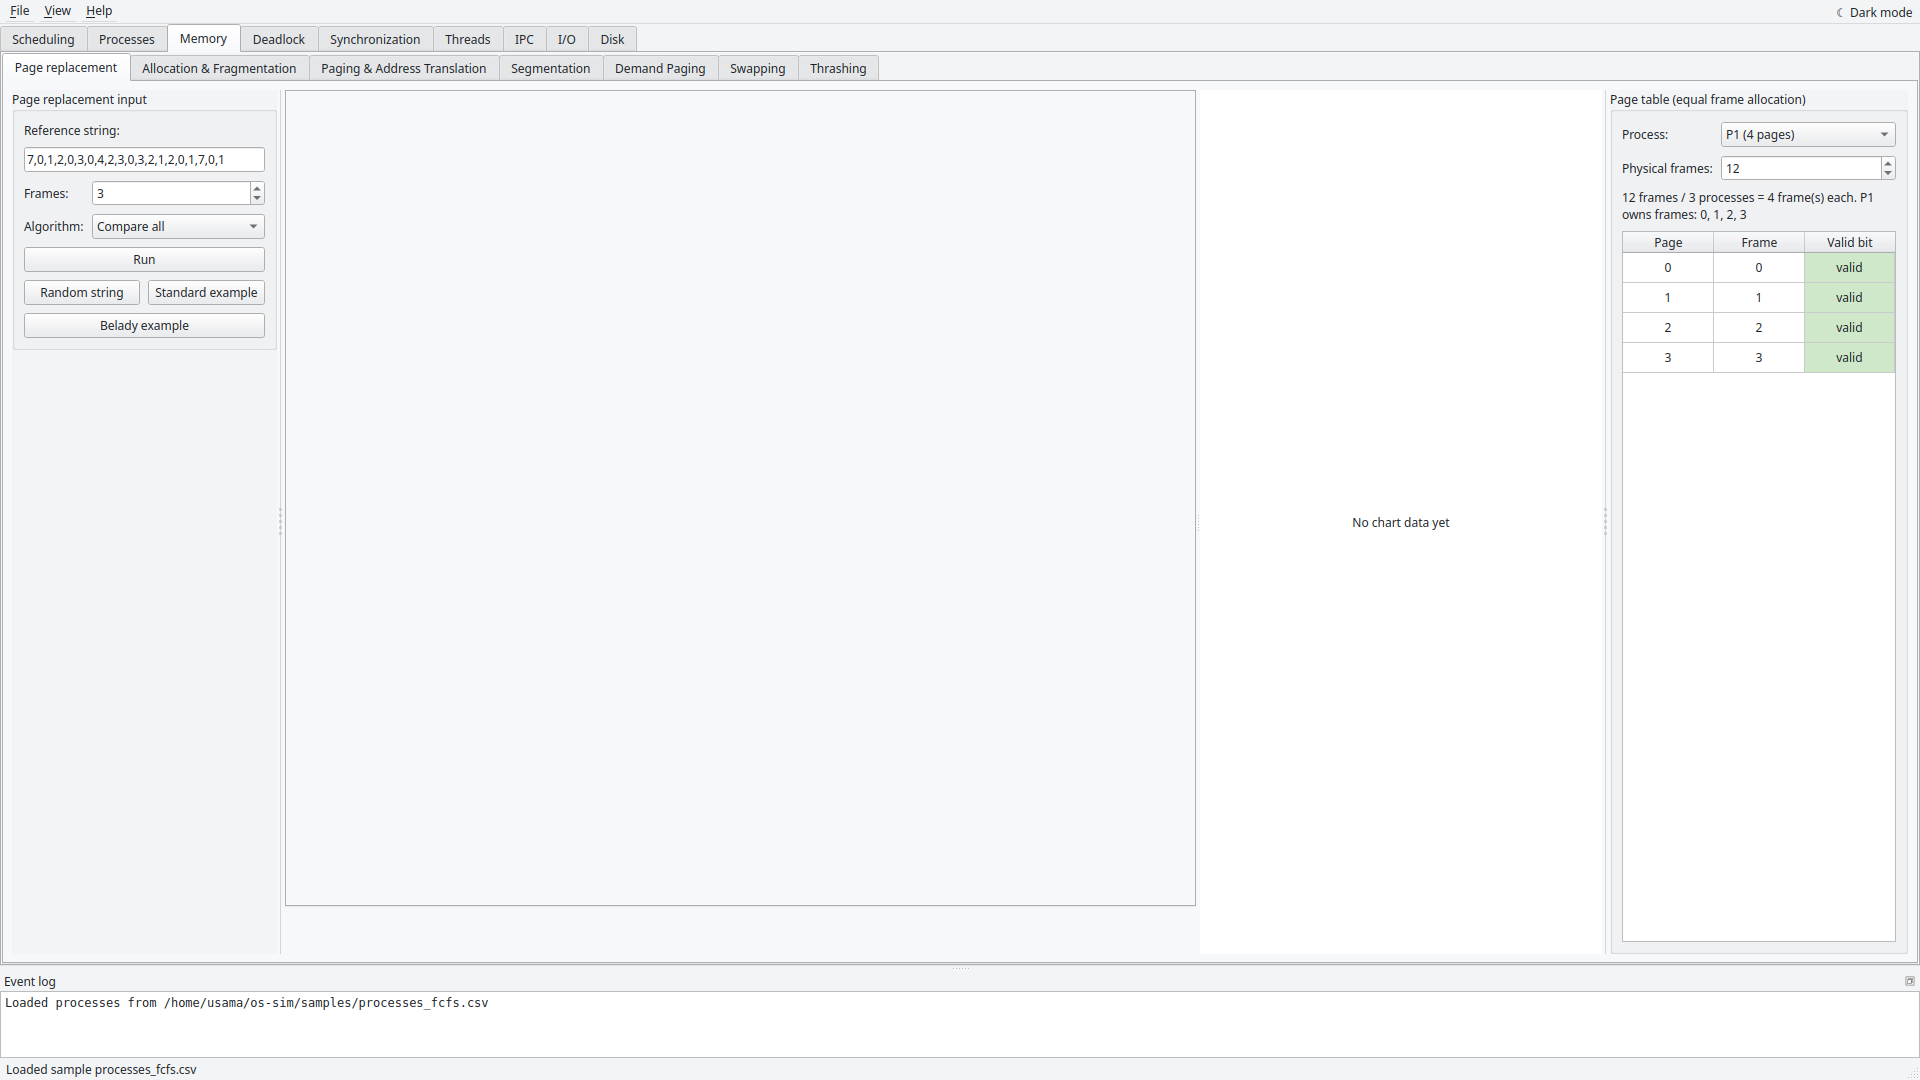 File View Help
Dark mode
Scheduling Processes Memory Deadlock Synchronization Threads IPC I/O Disk
Page replacement Allocation & Fragmentation Paging & Address Translation Segmentation Demand Paging Swapping Thrashing
Page replacement input
Reference string:
7,0,1,2,0,3,0,4,2,3,0,3,2,1,2,0,1,7,0,1
Frames: 3
Algorithm: Compare all
Run
Random string Standard example
Belady example
No chart data yet
Page table (equal frame allocation)
Process: P1 (4 pages)
Physical frames: 12
12 frames / 3 processes = 4 frame(s) each. P1
owns frames: 0, 1, 2, 3
Page Frame Valid bit
0 0 valid
1 1 valid
2 2 valid
3 3 valid
Event log
Loaded processes from /home/usama/os-sim/samples/processes_fcfs.csv
Loaded sample processes_fcfs.csv